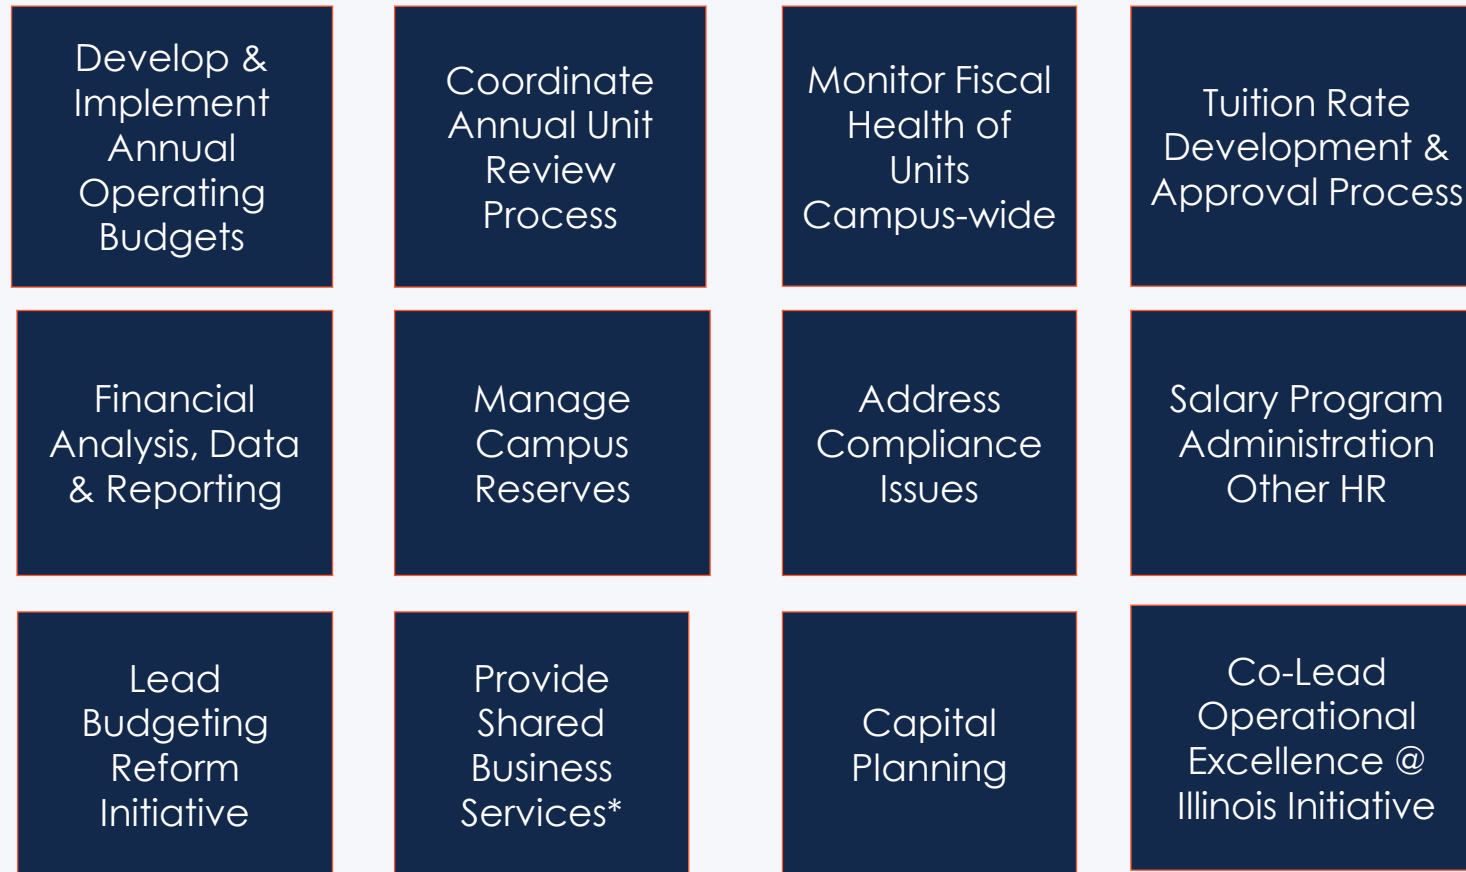 Develop &
Implement
Annual
Operating
Budgets
Coordinate
Annual Unit
Review
Process
Monitor Fiscal
Health of
Units
Campus-wide
Tuition Rate
Development &
Approval Process
Financial
Analysis, Data
& Reporting
Manage
Campus
Reserves
Address
Compliance
Issues
Salary Program
Administration
Other HR
Lead
Budgeting
Reform
Initiative
Provide
Shared
Business
Services*
Capital
Planning
Co-Lead
Operational
Excellence @
Illinois Initiative